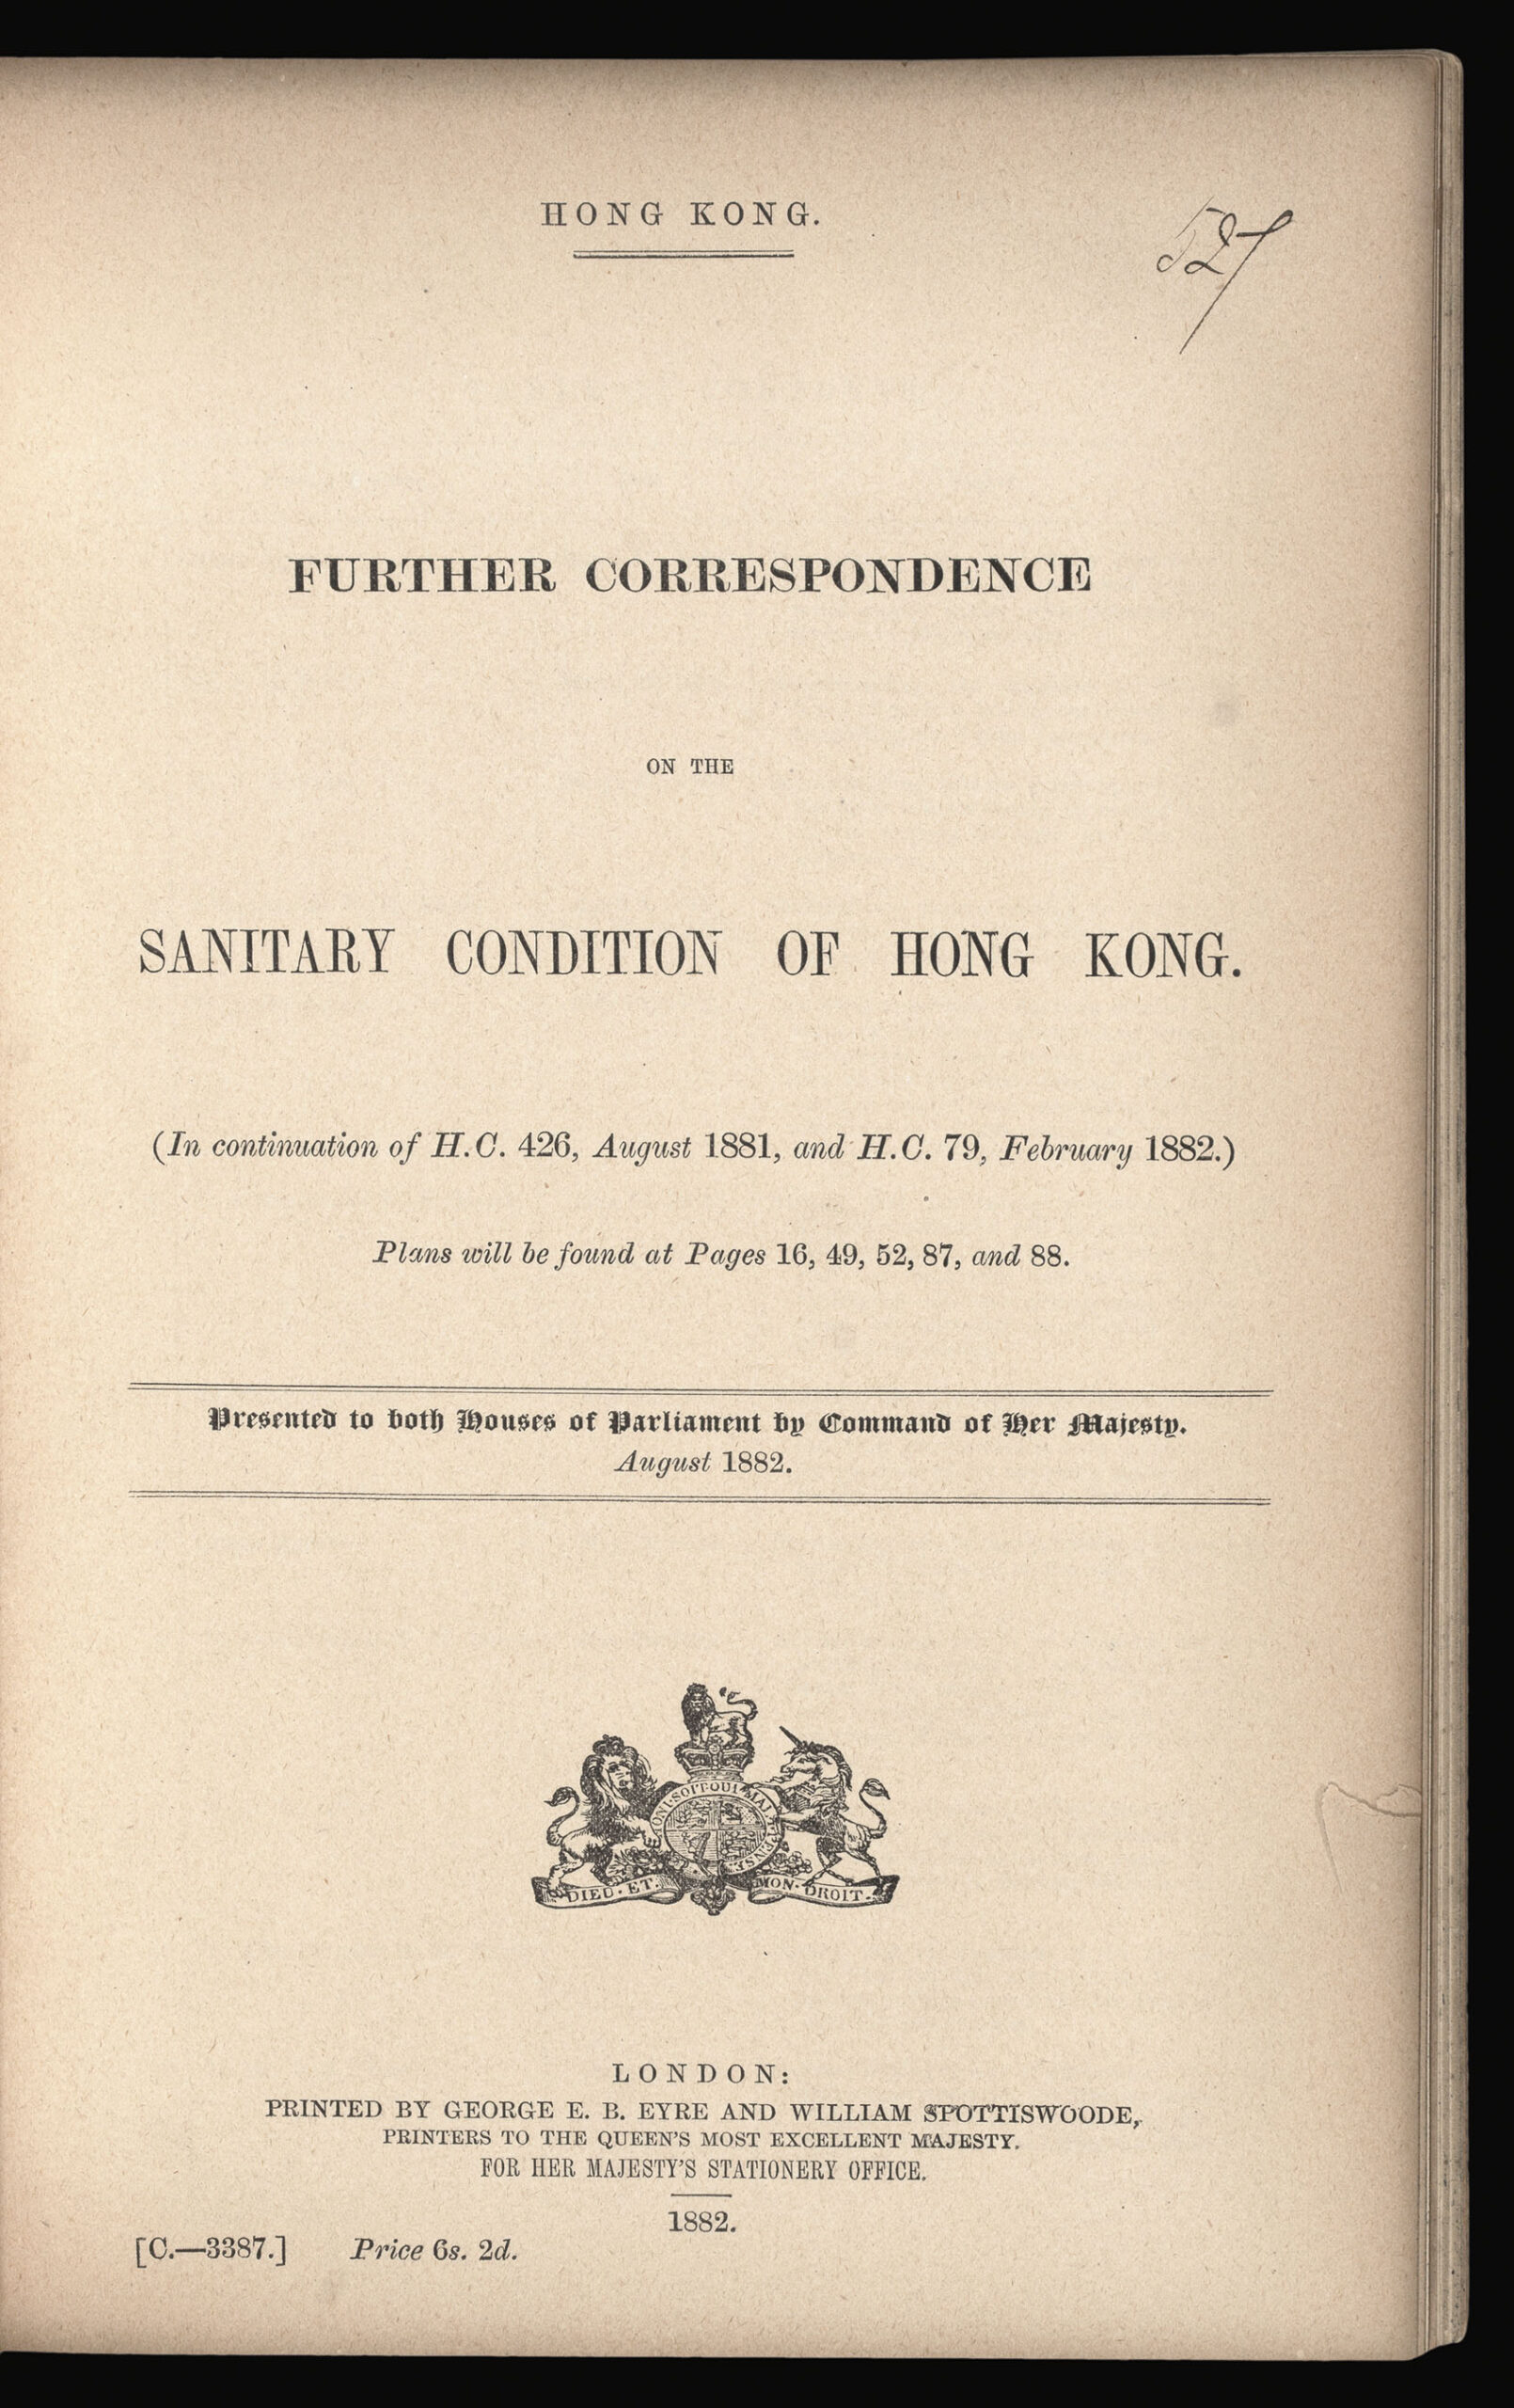 HONG KONG.
527
FURTHER CORRESPONDENCE
ON THE
SANITARY CONDITION OF HONG KONG.
(In continuation of H.C. 426, August 1881, and H.C. 79, February 1882.)
Plans will be found at Pages 16, 49, 52, 87, and 88.
Presented to both Houses of Parliament by Command of Her Majesty.
August 1882.
DIEU · ET · MON · DROIT ·
LONDON:
PRINTED BY GEORGE E. B. EYRE AND WILLIAM SPOTTISWOODE,
PRINTERS TO THE QUEEN'S MOST EXCELLENT MAJESTY.
FOR HER MAJESTY'S STATIONERY OFFICE.
1882.
[C.—3387.] Price 6s. 2d.